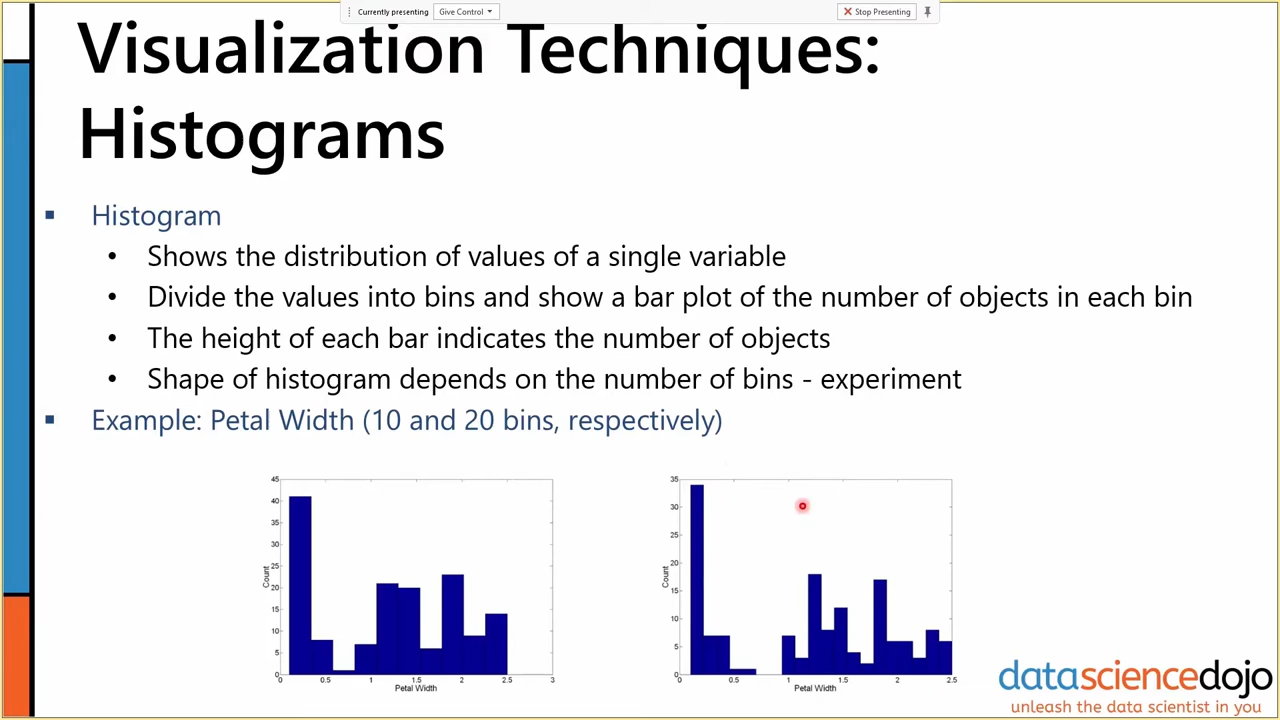 Currently presenting Give Control Stop Presenting
Visualization Techniques:
Histograms
▪ Histogram
• Shows the distribution of values of a single variable
• Divide the values into bins and show a bar plot of the number of objects in each bin
• The height of each bar indicates the number of objects
• Shape of histogram depends on the number of bins - experiment
▪ Example: Petal Width (10 and 20 bins, respectively)
45
40
35
30
25
20
15
10
5
0
Count
0 0.5 1 1.5 2 2.5 3
Petal Width
35
30
25
20
15
10
5
0
Count
0 0.5 1 1.5 2 2.5
Petal Width
datasciencedojo
unleash the data scientist in you